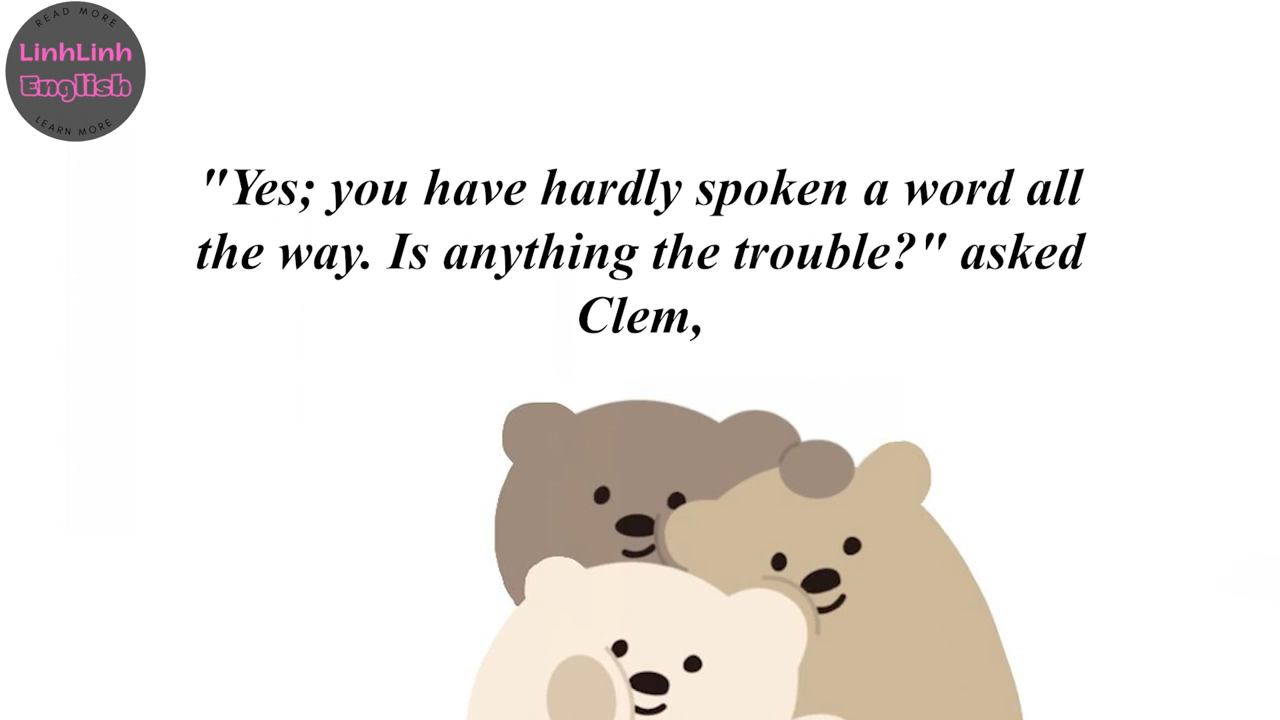 READ MORE
LinhLinh
English
LEARN MORE
"Yes; you have hardly spoken a word all
the way. Is anything the trouble?" asked
Clem,